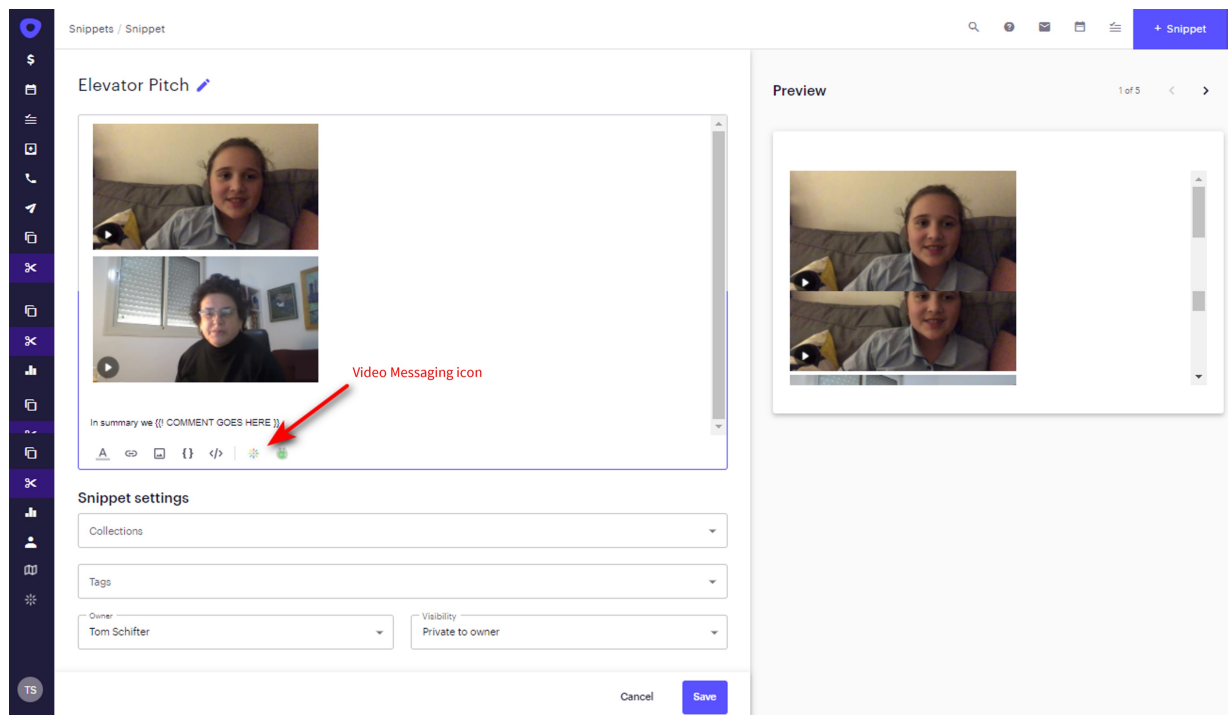 Snippets / Snippet
+ Snippet
Elevator Pitch
Preview
1 of 5
Video Messaging icon
In summary we {{! COMMENT GOES HERE }}
A
{}
</>
Snippet settings
Collections
Tags
Owner
Tom Schifter
Visibility
Private to owner
TS
Cancel
Save